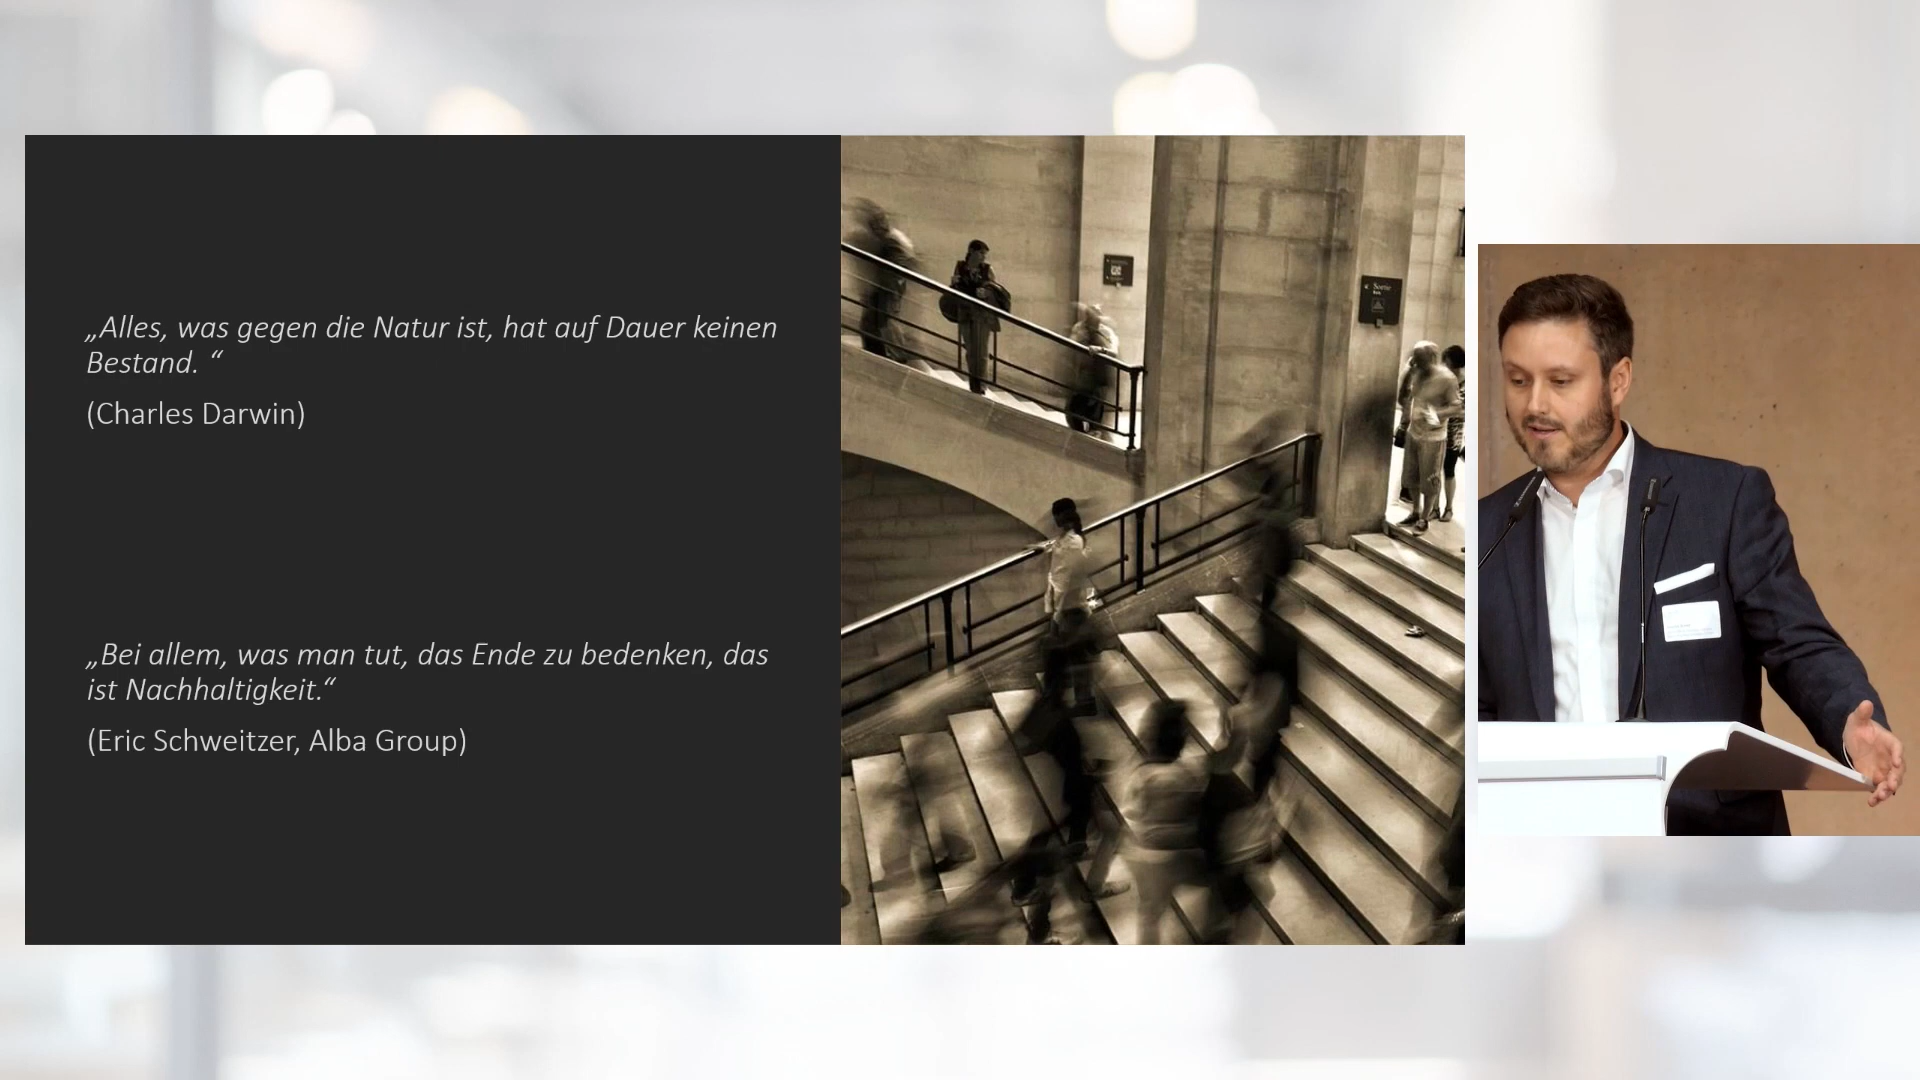 „Alles, was gegen die Natur ist, hat auf Dauer keinen
Bestand. “
(Charles Darwin)
„Bei allem, was man tut, das Ende zu bedenken, das
ist Nachhaltigkeit.“
(Eric Schweitzer, Alba Group)
Sortie